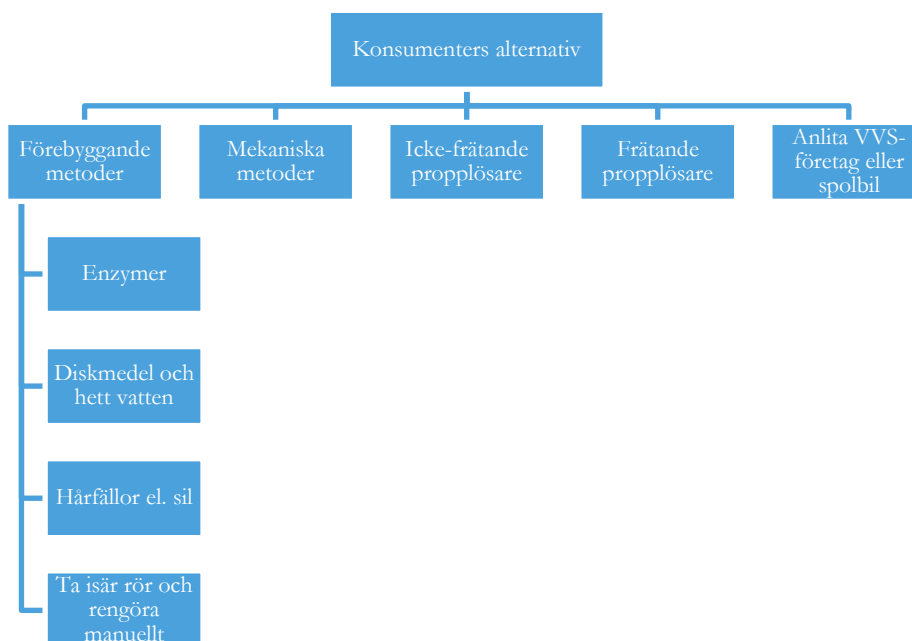 Konsumenters alternativ
Förebyggande
metoder
Mekaniska
metoder
Icke-frätande
propplösare
Frätande
propplösare
Anlita VVS-
företag eller
spolbil
Enzymer
Diskmedel och
hett vatten
Hårfällor el. sil
Ta isär rör och
rengöra
manuellt